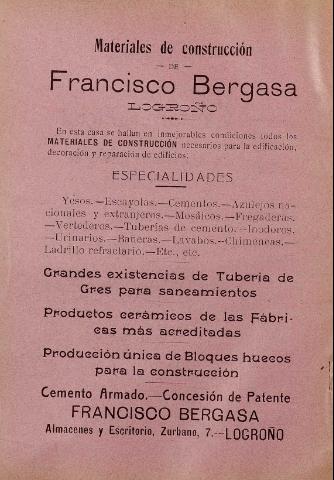 Materiales de construcción
— DE —
Francisco Bergasa
LOGROÑO
En esta casa se hallan en inmejorables condiciones todos los
MATERIALES DE CONSTRUCCIÓN necesarios para la edificación,
decoración y reparación de edificios.
ESPECIALIDADES
Yesos.—Escayolas.—Cementos.—Azulejos na-
cionales y extranjeros.—Mosáicos.—Fregaderas.
—Vertederos.—Tuberías de cemento.—Inodoros.
—Urinarios.—Bañeras.—Lavabos.—Chimeneas.—
Ladrillo refractario.—Etc., etc.
Grandes existencias de Tubería de
Gres para saneamientos
Productos cerámicos de las Fábri-
cas más acreditadas
Producción única de Bloques huecos
para la construcción
Cemento Armado.—Concesión de Patente
FRANCISCO BERGASA
Almacenes y Escritorio, Zurbano, 7.—LOGROÑO